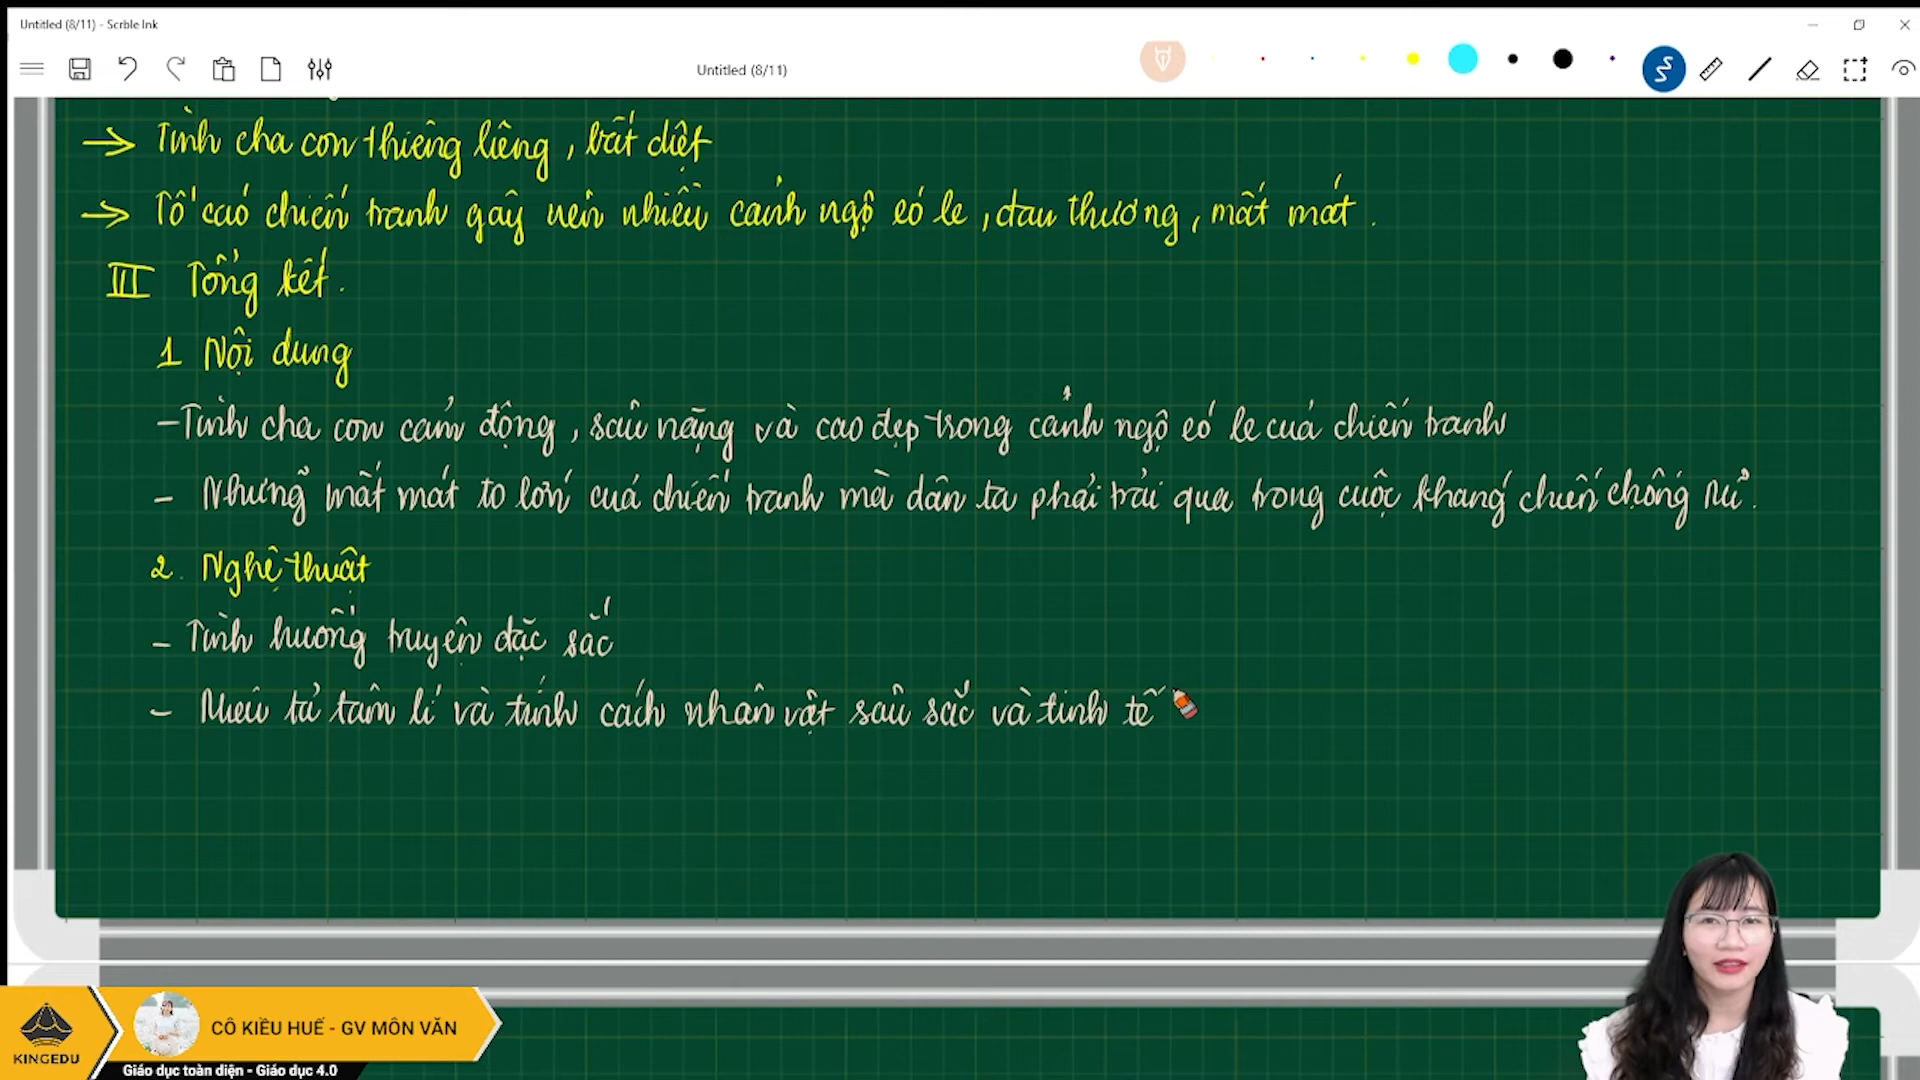 Untitled (8/11) - Scrble Ink
Untitled (8/11)
→ Tình cha con thiêng liêng, bất diệt
→ Tố cáo chiến tranh gây nên nhiều cảnh ngộ éo le, đau thương, mất mát.
III Tổng kết.
1 Nội dung
- Tình cha con cảm động, sâu nặng và cao đẹp trong cảnh ngộ éo le của chiến tranh
- Những mất mát to lớn của chiến tranh mà dân ta phải trải qua trong cuộc kháng chiến chống Mĩ.
2. Nghệ thuật
- Tình huống truyện đặc sắc
- Miêu tả tâm lí và tính cách nhân vật sâu sắc và tinh tế
CÔ KIỀU HUẾ - GV MÔN VĂN
KINGEDU
Giáo dục toàn diện - Giáo dục 4.0